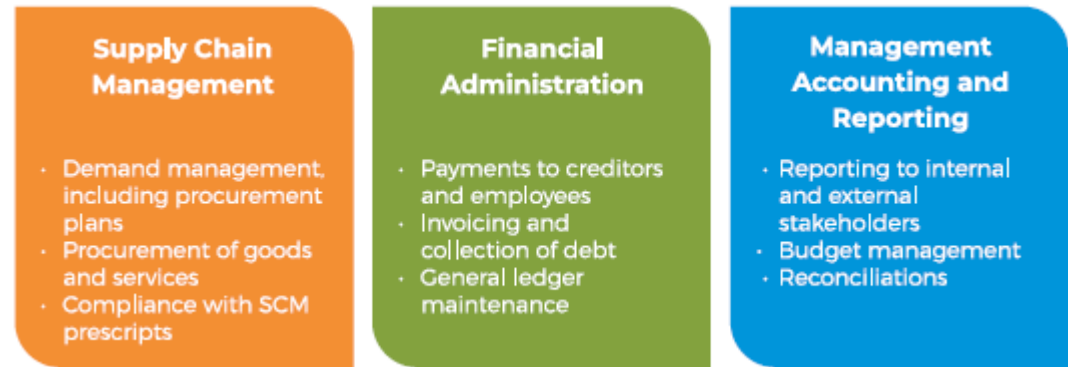 Supply Chain
Management
· Demand management,
including procurement
plans
· Procurement of goods
and services
· Compliance with SCM
prescripts
Financial
Administration
· Payments to creditors
and employees
· Invoicing and
collection of debt
· General ledger
maintenance
Management
Accounting and
Reporting
· Reporting to internal
and external
stakeholders
· Budget management
· Reconciliations